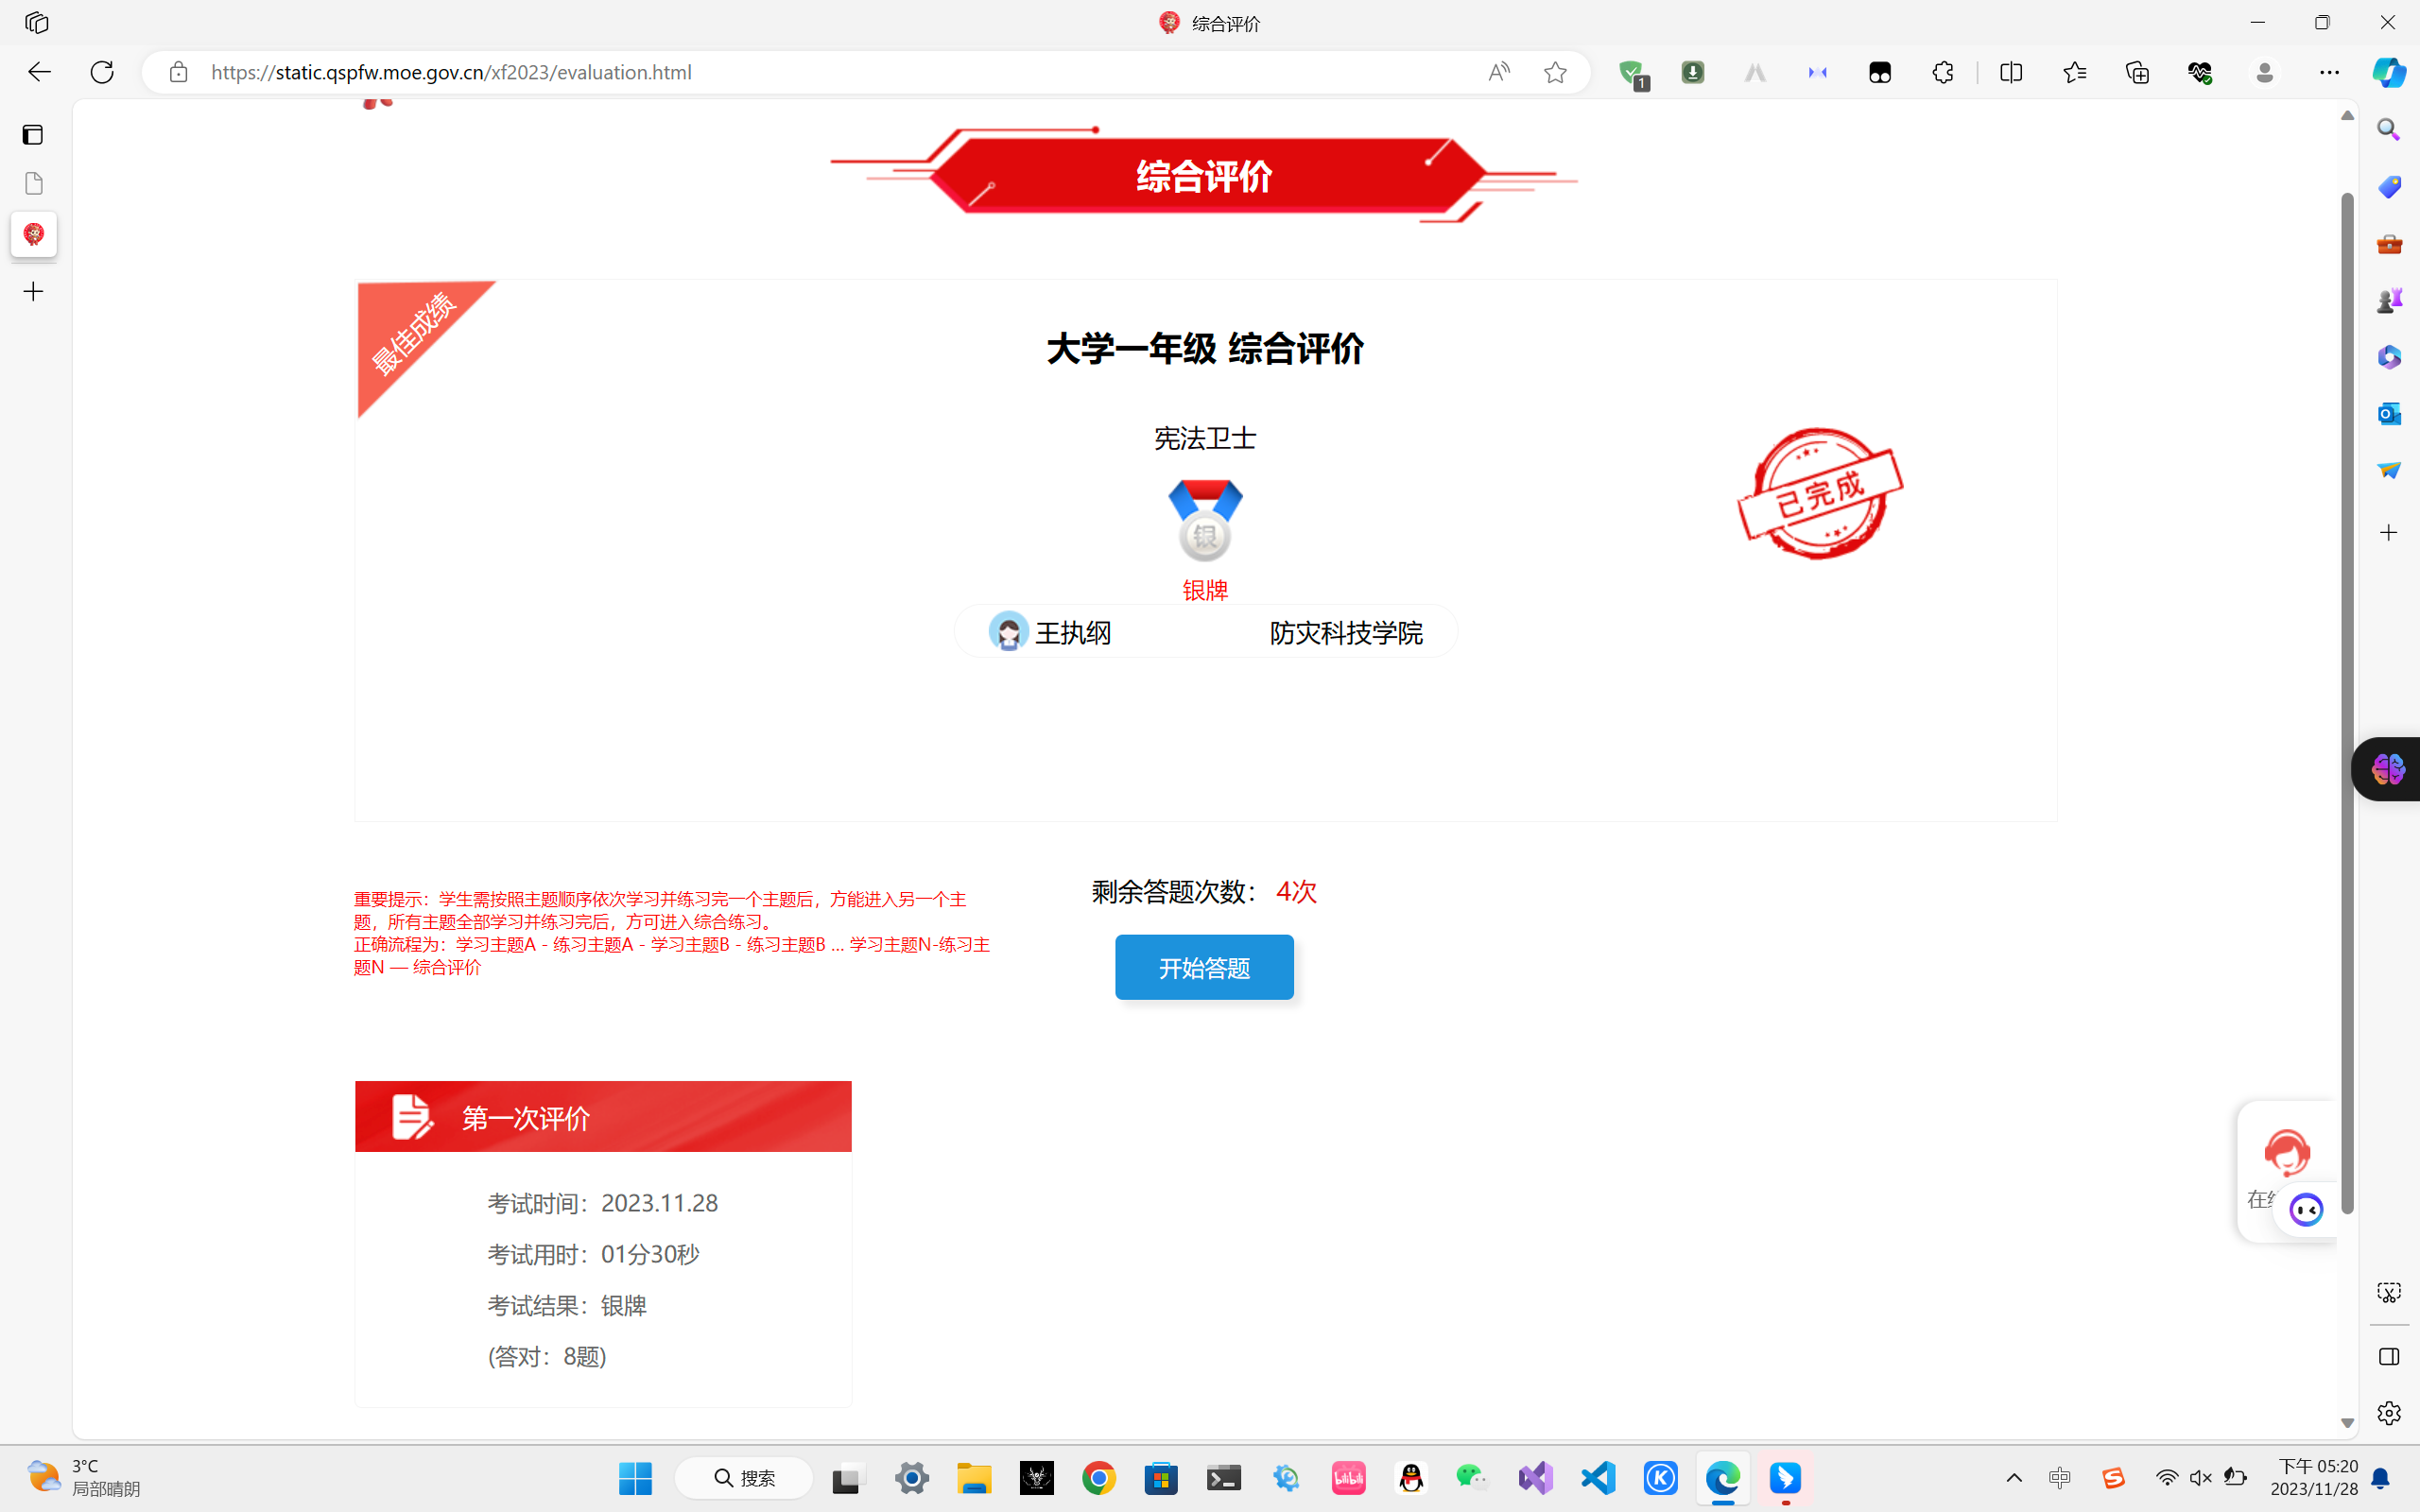 综合评价
https://static.qspfw.moe.gov.cn/xf2023/evaluation.html
1
综合评价
最佳成绩
大学一年级 综合评价
宪法卫士
已完成
银
银牌
王执纲 防灾科技学院
剩余答题次数： 4次
重要提示：学生需按照主题顺序依次学习并练习完一个主题后，方能进入另一个主
题，所有主题全部学习并练习完后，方可进入综合练习。
正确流程为：学习主题A - 练习主题A - 学习主题B - 练习主题B ... 学习主题N-练习主
题N — 综合评价
开始答题
第一次评价
考试时间：2023.11.28
考试用时：01分30秒
考试结果：银牌
(答对：8题)
在
3°C
局部晴朗
搜索
bilibili
中
下午 05:20
2023/11/28